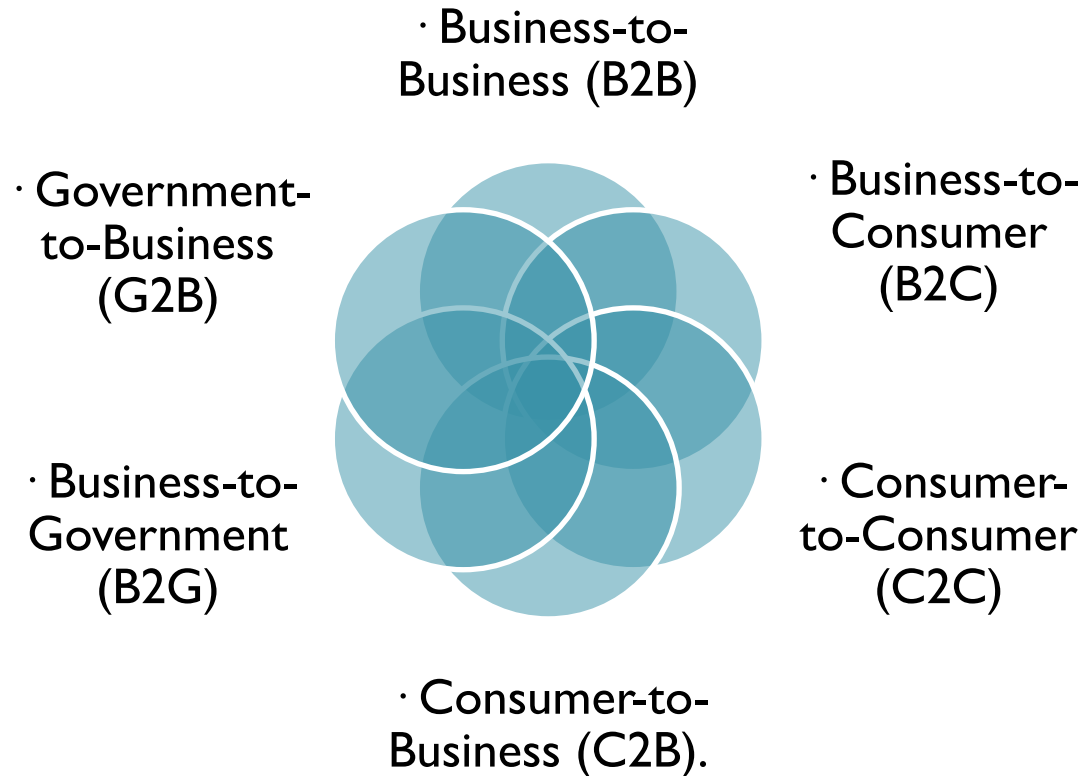 · Business-to-
Business (B2B)
· Business-to-
Consumer
(B2C)
· Consumer-
to-Consumer
(C2C)
· Consumer-to-
Business (C2B).
· Business-to-
Government
(B2G)
· Government-
to-Business
(G2B)